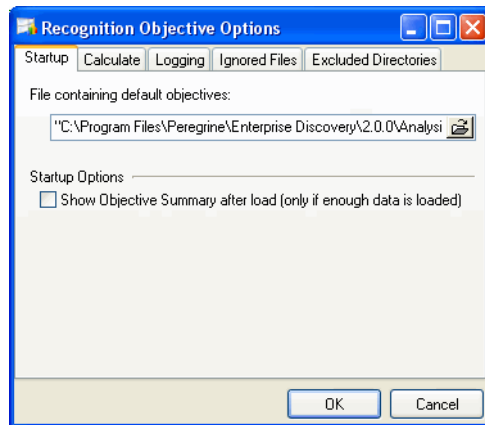 Recognition Objective Options
Startup Calculate Logging Ignored Files Excluded Directories
File containing default objectives:
"C:\Program Files\Peregrine\Enterprise Discovery\2.0.0\Analysi
Startup Options
Show Objective Summary after load (only if enough data is loaded)
OK Cancel